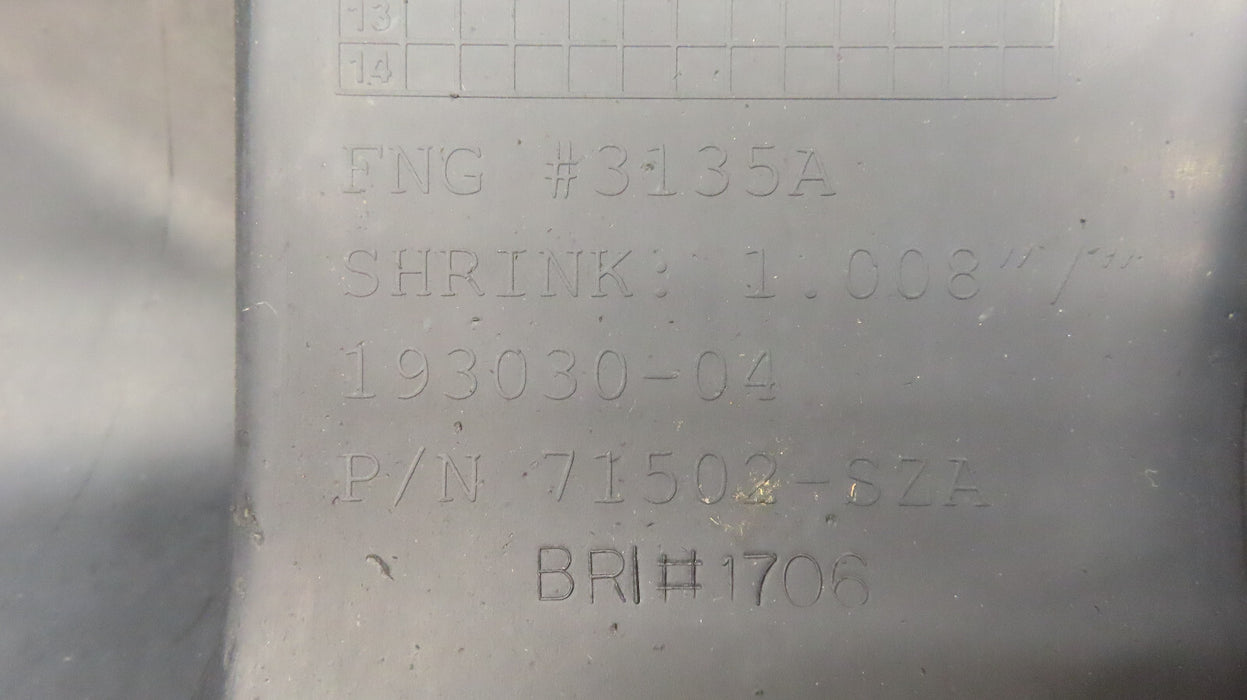 13
14
FNG #3135A
SHRINK: 1.008"/""
193030-04
P/N 71502-SZA
BRI#1706